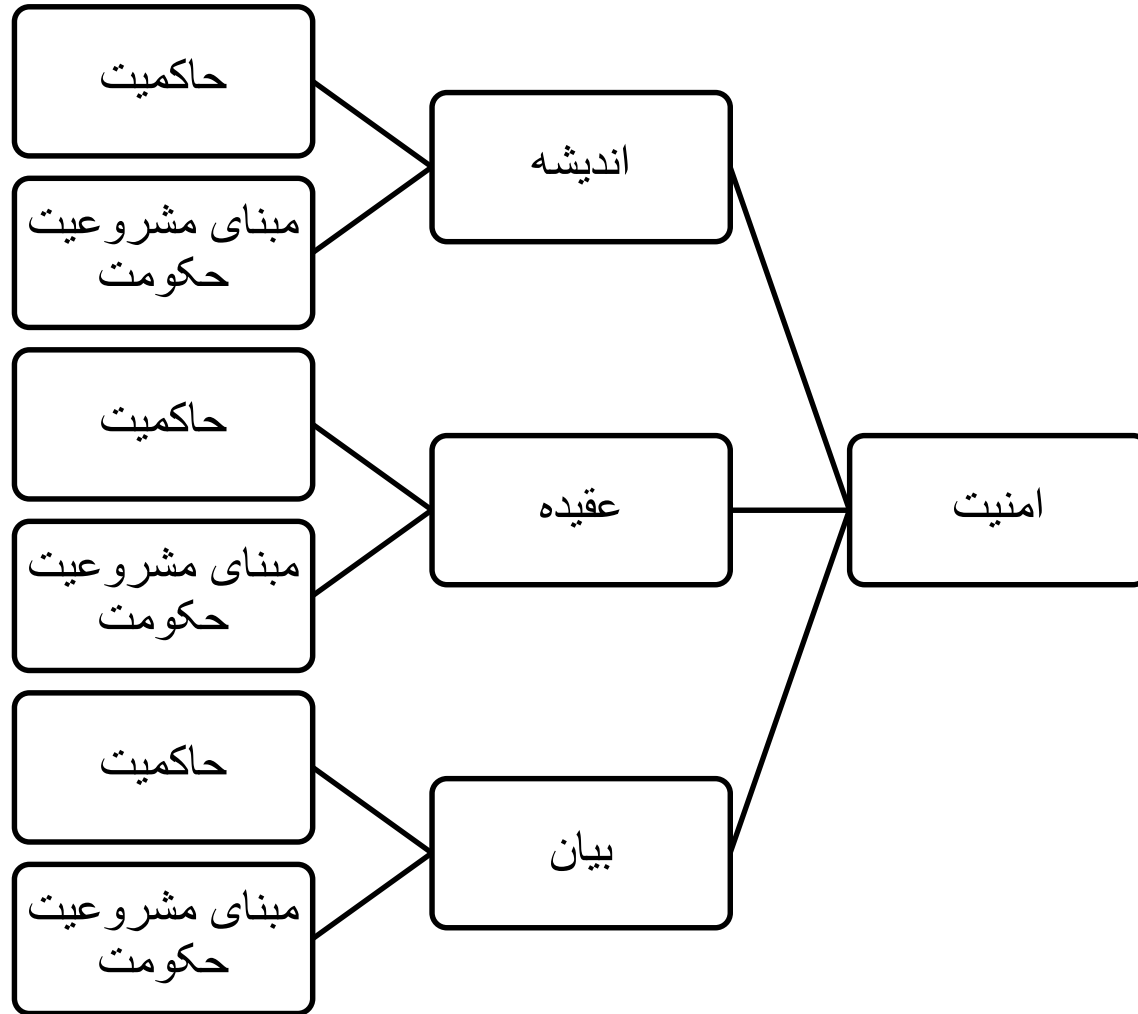 امنیت
اندیشه
حاکمیت
مبنای مشروعیت
حکومت
عقیده
حاکمیت
مبنای مشروعیت
حکومت
بیان
حاکمیت
مبنای مشروعیت
حکومت